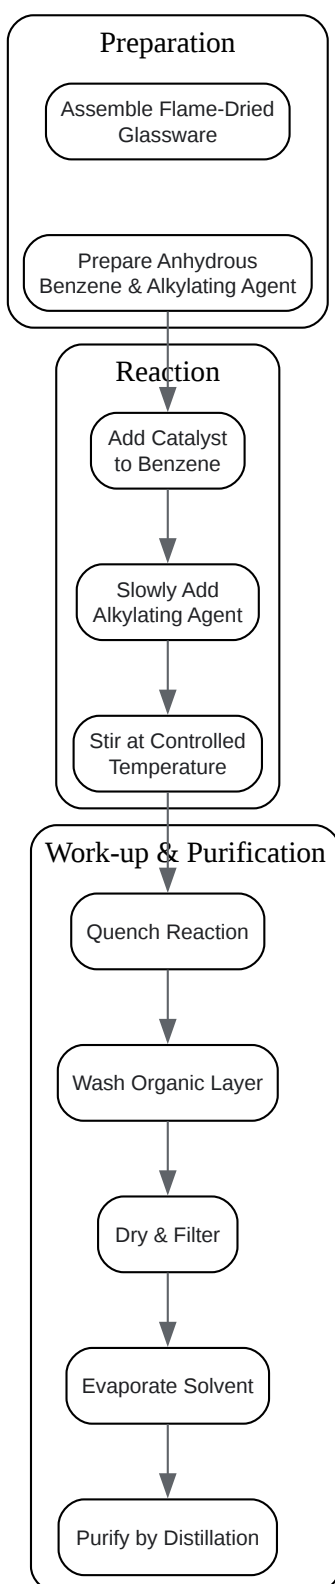 Preparation
Assemble Flame-Dried
Glassware
Prepare Anhydrous
Benzene & Alkylating Agent
Reaction
Add Catalyst
to Benzene
Slowly Add
Alkylating Agent
Stir at Controlled
Temperature
Work-up & Purification
Quench Reaction
Wash Organic Layer
Dry & Filter
Evaporate Solvent
Purify by Distillation